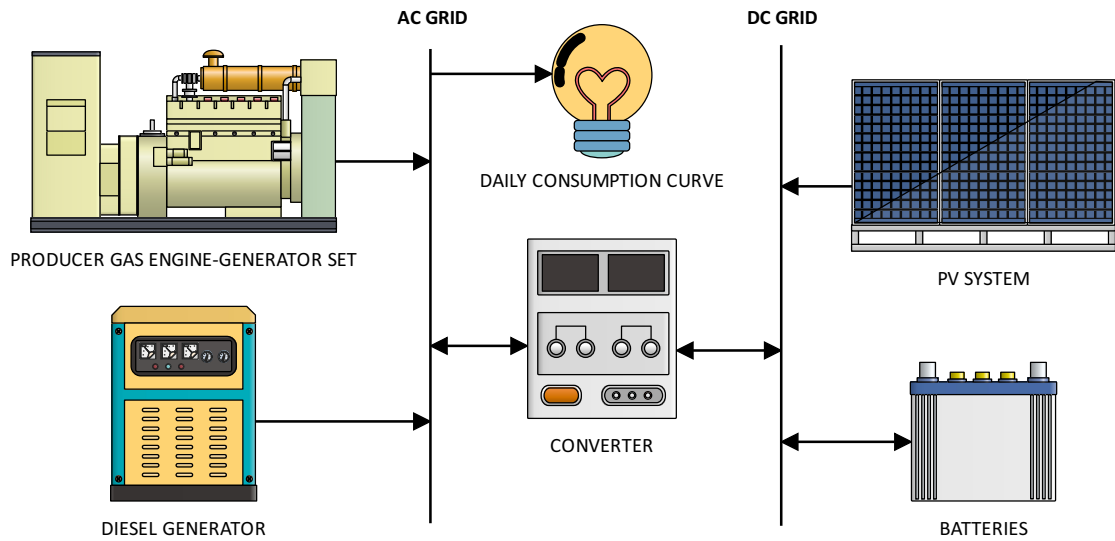 AC GRID
DC GRID
DAILY CONSUMPTION CURVE
PRODUCER GAS ENGINE-GENERATOR SET
PV SYSTEM
CONVERTER
DIESEL GENERATOR
BATTERIES